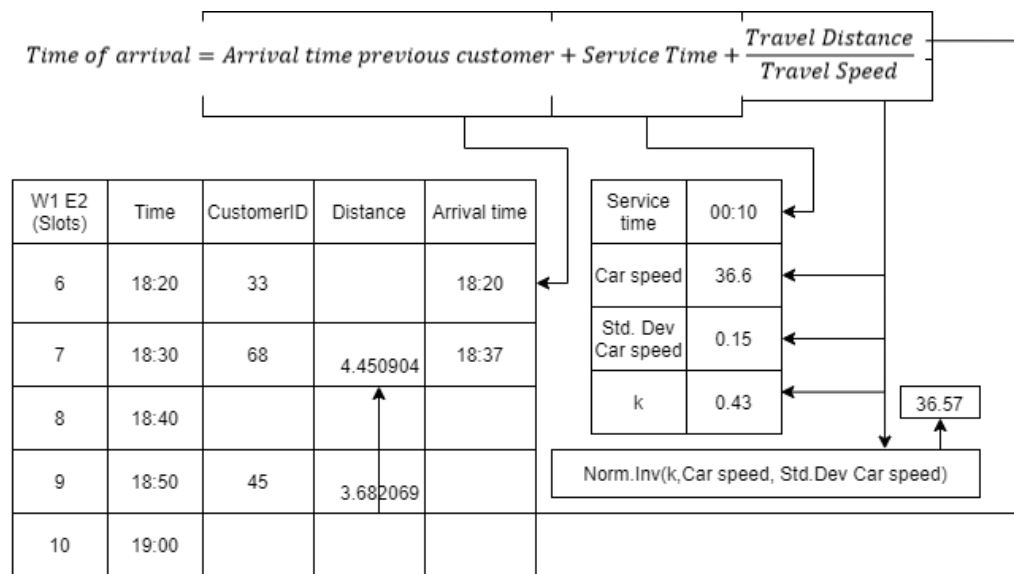 Time of arrival = Arrival time previous customer + Service Time + Travel Distance / Travel Speed
W1 E2 (Slots) Time CustomerID Distance Arrival time
6 18:20 33 18:20
7 18:30 68 4.450904 18:37
8 18:40
9 18:50 45 3.682069
10 19:00
Service time 00:10
Car speed 36.6
Std. Dev Car speed 0.15
k 0.43
36.57
Norm.Inv(k,Car speed, Std.Dev Car speed)